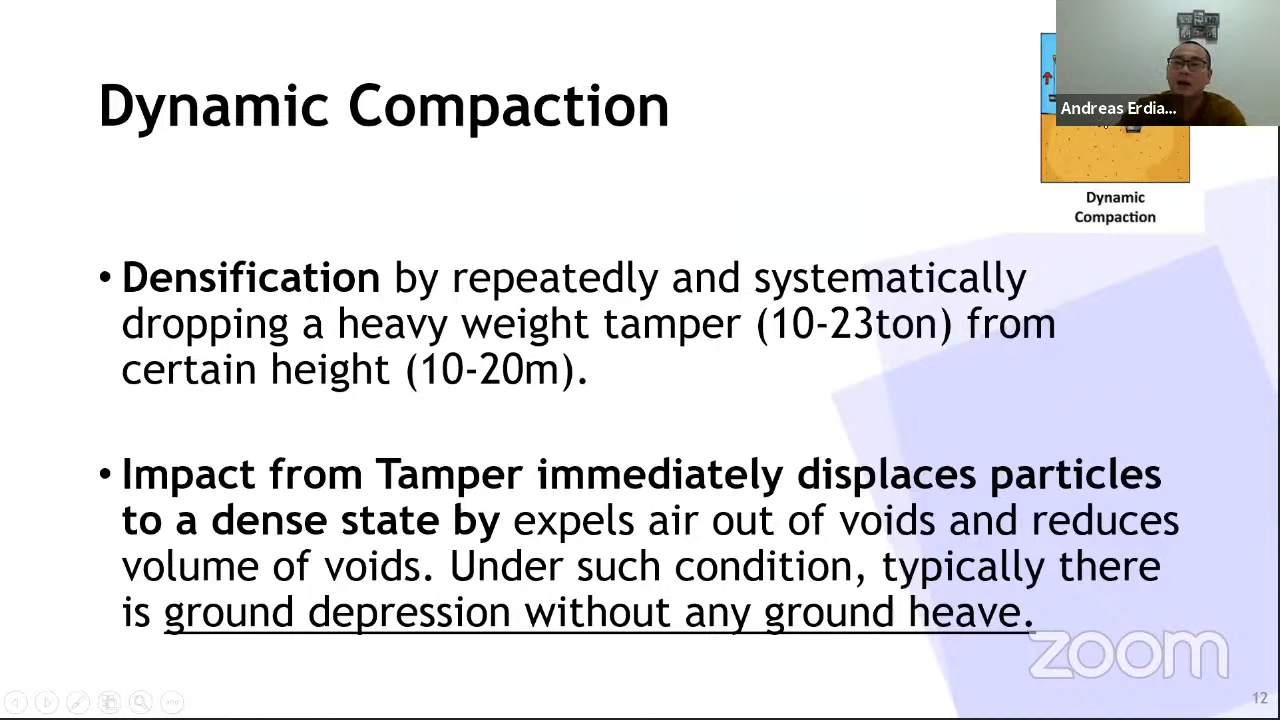 Dynamic Compaction
Andreas Erdia...
Dynamic
Compaction
• Densification by repeatedly and systematically
dropping a heavy weight tamper (10-23ton) from
certain height (10-20m).
• Impact from Tamper immediately displaces particles
to a dense state by expels air out of voids and reduces
volume of voids. Under such condition, typically there
is ground depression without any ground heave.
zoom
12